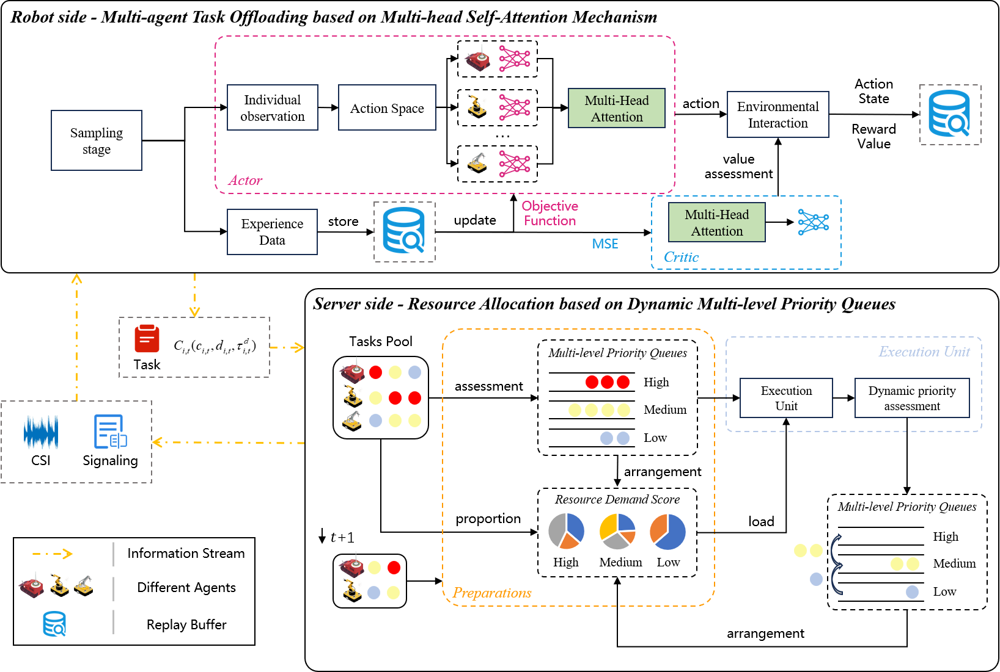 Robot side - Multi-agent Task Offloading based on Multi-head Self-Attention Mechanism
Sampling
stage
Individual
observation
Action Space
...
Multi-Head
Attention
Actor
action
Environmental
Interaction
Action
State
Reward
Value
value
assessment
Experience
Data
store
update
Objective
Function
MSE
Multi-Head
Attention
Critic
Task
C_{i,t}(c_{i,t}, d_{i,t}, τ_{i,t}^{d})
CSI
Signaling
Server side - Resource Allocation based on Dynamic Multi-level Priority Queues
Tasks Pool
assessment
Multi-level Priority Queues
High
Medium
Low
arrangement
proportion
Resource Demand Score
High
Medium
Low
Preparations
t+1
load
Execution Unit
Execution
Unit
Dynamic priority
assessment
Multi-level Priority Queues
High
Medium
Low
arrangement
Information Stream
Different Agents
Replay Buffer